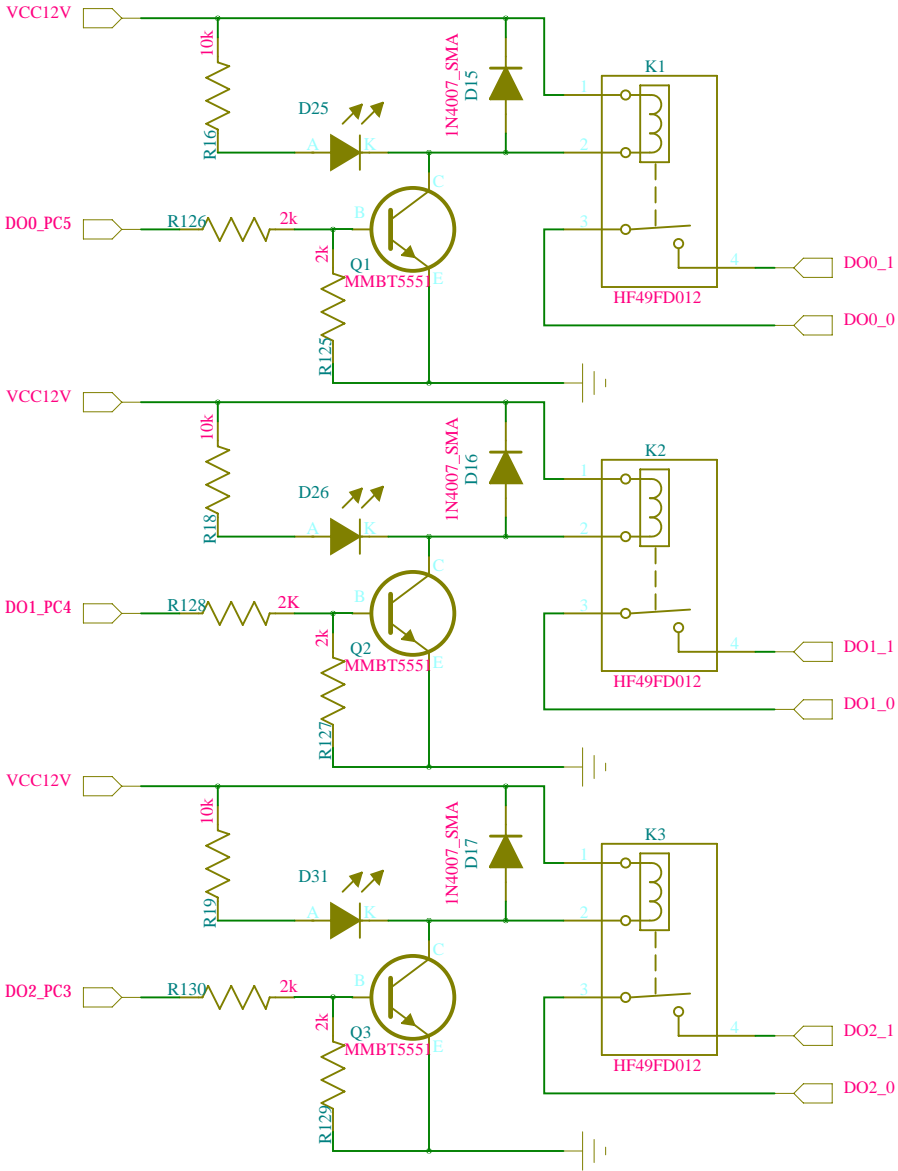 VCC12V
10k
R16
D25
A
K
1N4007_SMA
D15
K1
1
2
3
4
HF49FD012
DO0_PC5
R126
2k
B
C
E
2k
R125
Q1
MMBT5551
DO0_1
DO0_0
VCC12V
10k
R18
D26
A
K
1N4007_SMA
D16
K2
1
2
3
4
HF49FD012
DO1_PC4
R128
2K
B
C
E
2k
R127
Q2
MMBT5551
DO1_1
DO1_0
VCC12V
10k
R19
D31
A
K
1N4007_SMA
D17
K3
1
2
3
4
HF49FD012
DO2_PC3
R130
2k
B
C
E
2k
R129
Q3
MMBT5551
DO2_1
DO2_0